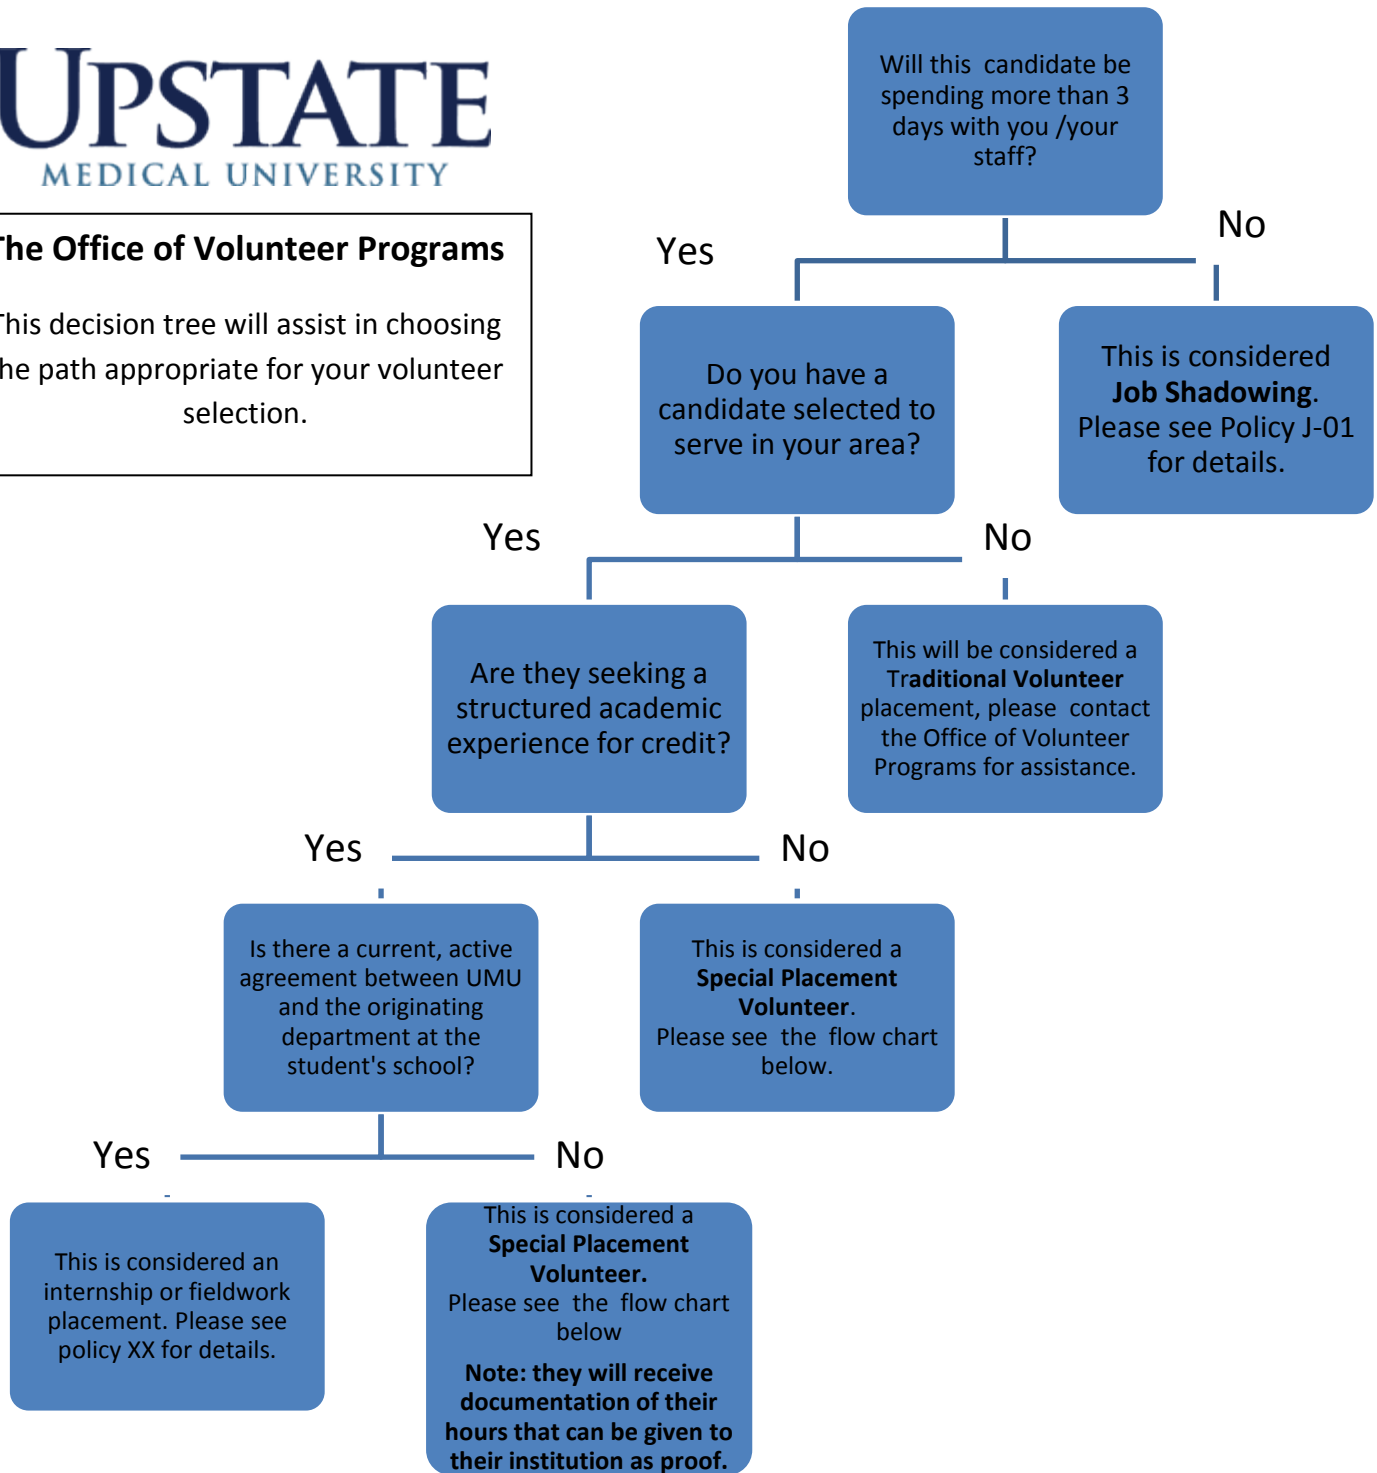 UPSTATE
MEDICAL UNIVERSITY
The Office of Volunteer Programs
This decision tree will assist in choosing
the path appropriate for your volunteer
selection.
Will this candidate be
spending more than 3
days with you /your
staff?
Yes
No
Do you have a
candidate selected to
serve in your area?
This is considered
Job Shadowing.
Please see Policy J-01
for details.
Yes
No
Are they seeking a
structured academic
experience for credit?
This will be considered a
Traditional Volunteer
placement, please contact
the Office of Volunteer
Programs for assistance.
Yes
No
Is there a current, active
agreement between UMU
and the originating
department at the
student's school?
This is considered a
Special Placement
Volunteer.
Please see the flow chart
below.
Yes
No
This is considered an
internship or fieldwork
placement. Please see
policy XX for details.
This is considered a
Special Placement
Volunteer.
Please see the flow chart
below
Note: they will receive
documentation of their
hours that can be given to
their institution as proof.